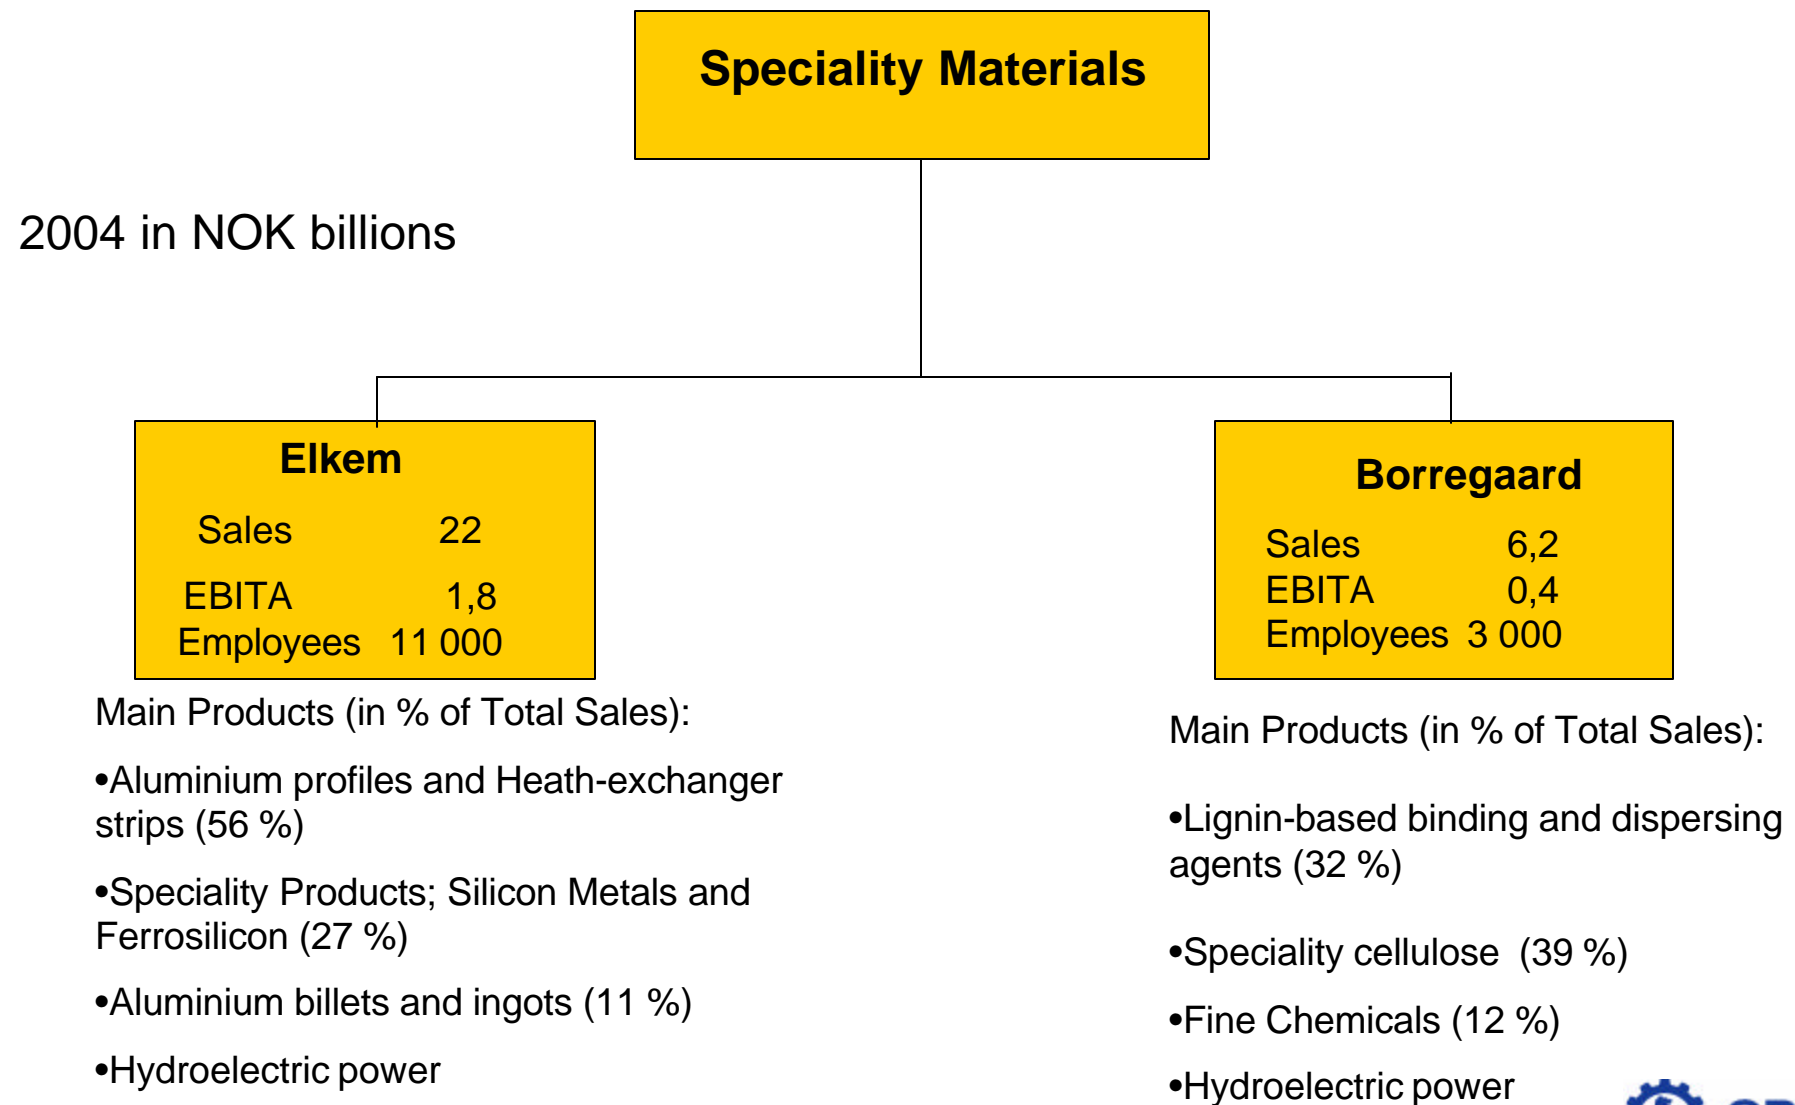 Speciality Materials
2004 in NOK billions
Elkem
Sales 22
EBITA 1,8
Employees 11 000
Main Products (in % of Total Sales):
•Aluminium profiles and Heath-exchanger
strips (56 %)
•Speciality Products; Silicon Metals and
Ferrosilicon (27 %)
•Aluminium billets and ingots (11 %)
•Hydroelectric power
Borregaard
Sales 6,2
EBITA 0,4
Employees 3 000
Main Products (in % of Total Sales):
•Lignin-based binding and dispersing
agents (32 %)
•Speciality cellulose (39 %)
•Fine Chemicals (12 %)
•Hydroelectric power